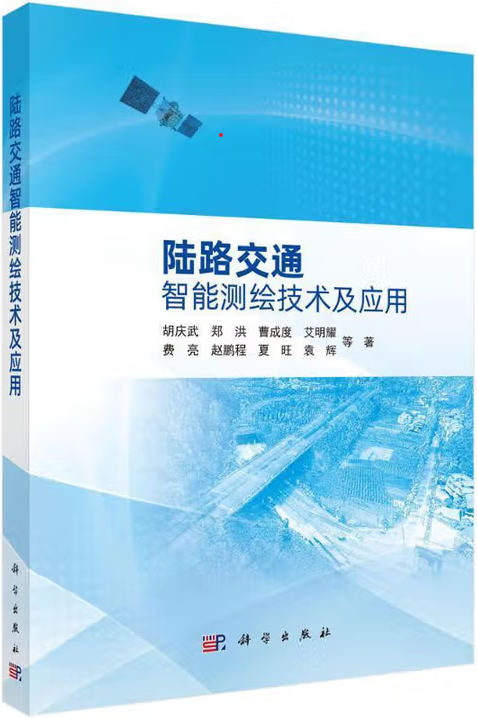 陆路交通智能测绘技术及应用
科学出版社
陆路交通
智能测绘技术及应用
胡庆武 郑洪 曹成度 艾明耀
费亮 赵鹏程 夏旺 袁辉 等著
SP 科学出版社